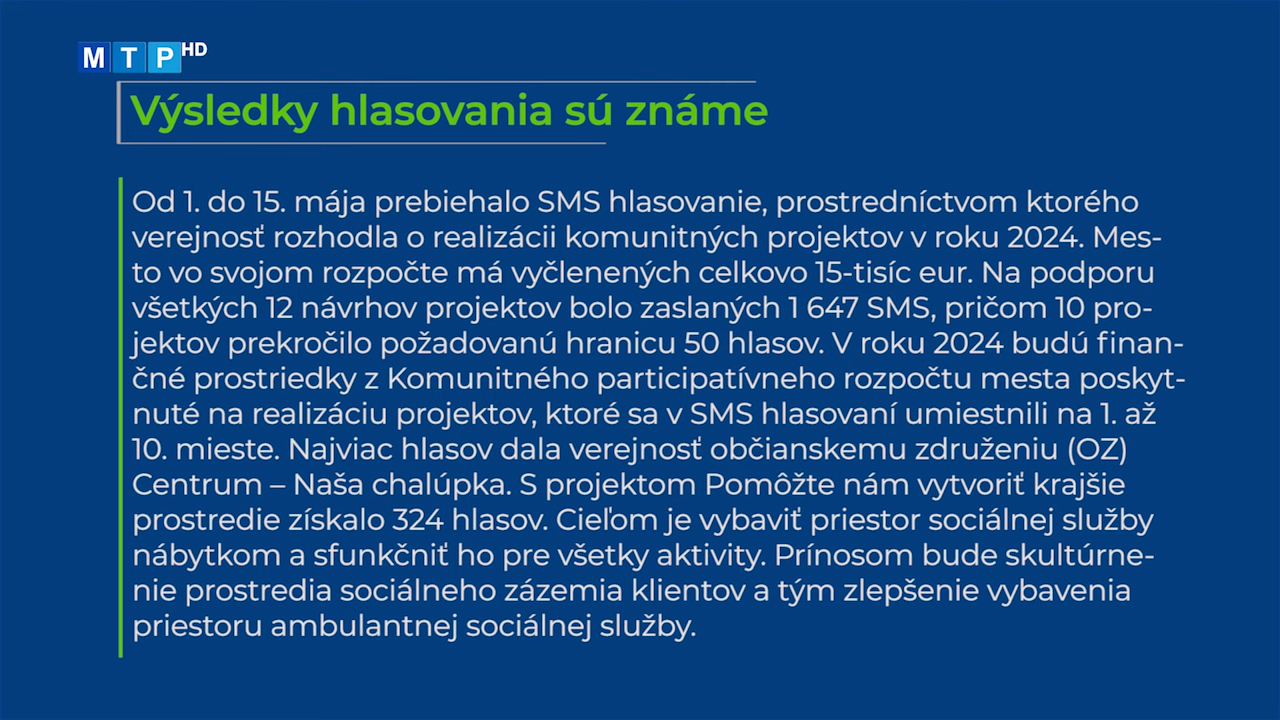 MTP HD
Výsledky hlasovania sú známe
Od 1. do 15. mája prebiehalo SMS hlasovanie, prostredníctvom ktorého
verejnosť rozhodla o realizácii komunitných projektov v roku 2024. Mes-
to vo svojom rozpočte má vyčlenených celkovo 15-tisíc eur. Na podporu
všetkých 12 návrhov projektov bolo zaslaných 1 647 SMS, pričom 10 pro-
jektov prekročilo požadovanú hranicu 50 hlasov. V roku 2024 budú finan-
čné prostriedky z Komunitného participatívneho rozpočtu mesta poskyt-
nuté na realizáciu projektov, ktoré sa v SMS hlasovaní umiestnili na 1. až
10. mieste. Najviac hlasov dala verejnosť občianskemu združeniu (OZ)
Centrum – Naša chalúpka. S projektom Pomôžte nám vytvoriť krajšie
prostredie získalo 324 hlasov. Cieľom je vybaviť priestor sociálnej služby
nábytkom a sfunkčniť ho pre všetky aktivity. Prínosom bude skultúrne-
nie prostredia sociálneho zázemia klientov a tým zlepšenie vybavenia
priestoru ambulantnej sociálnej služby.